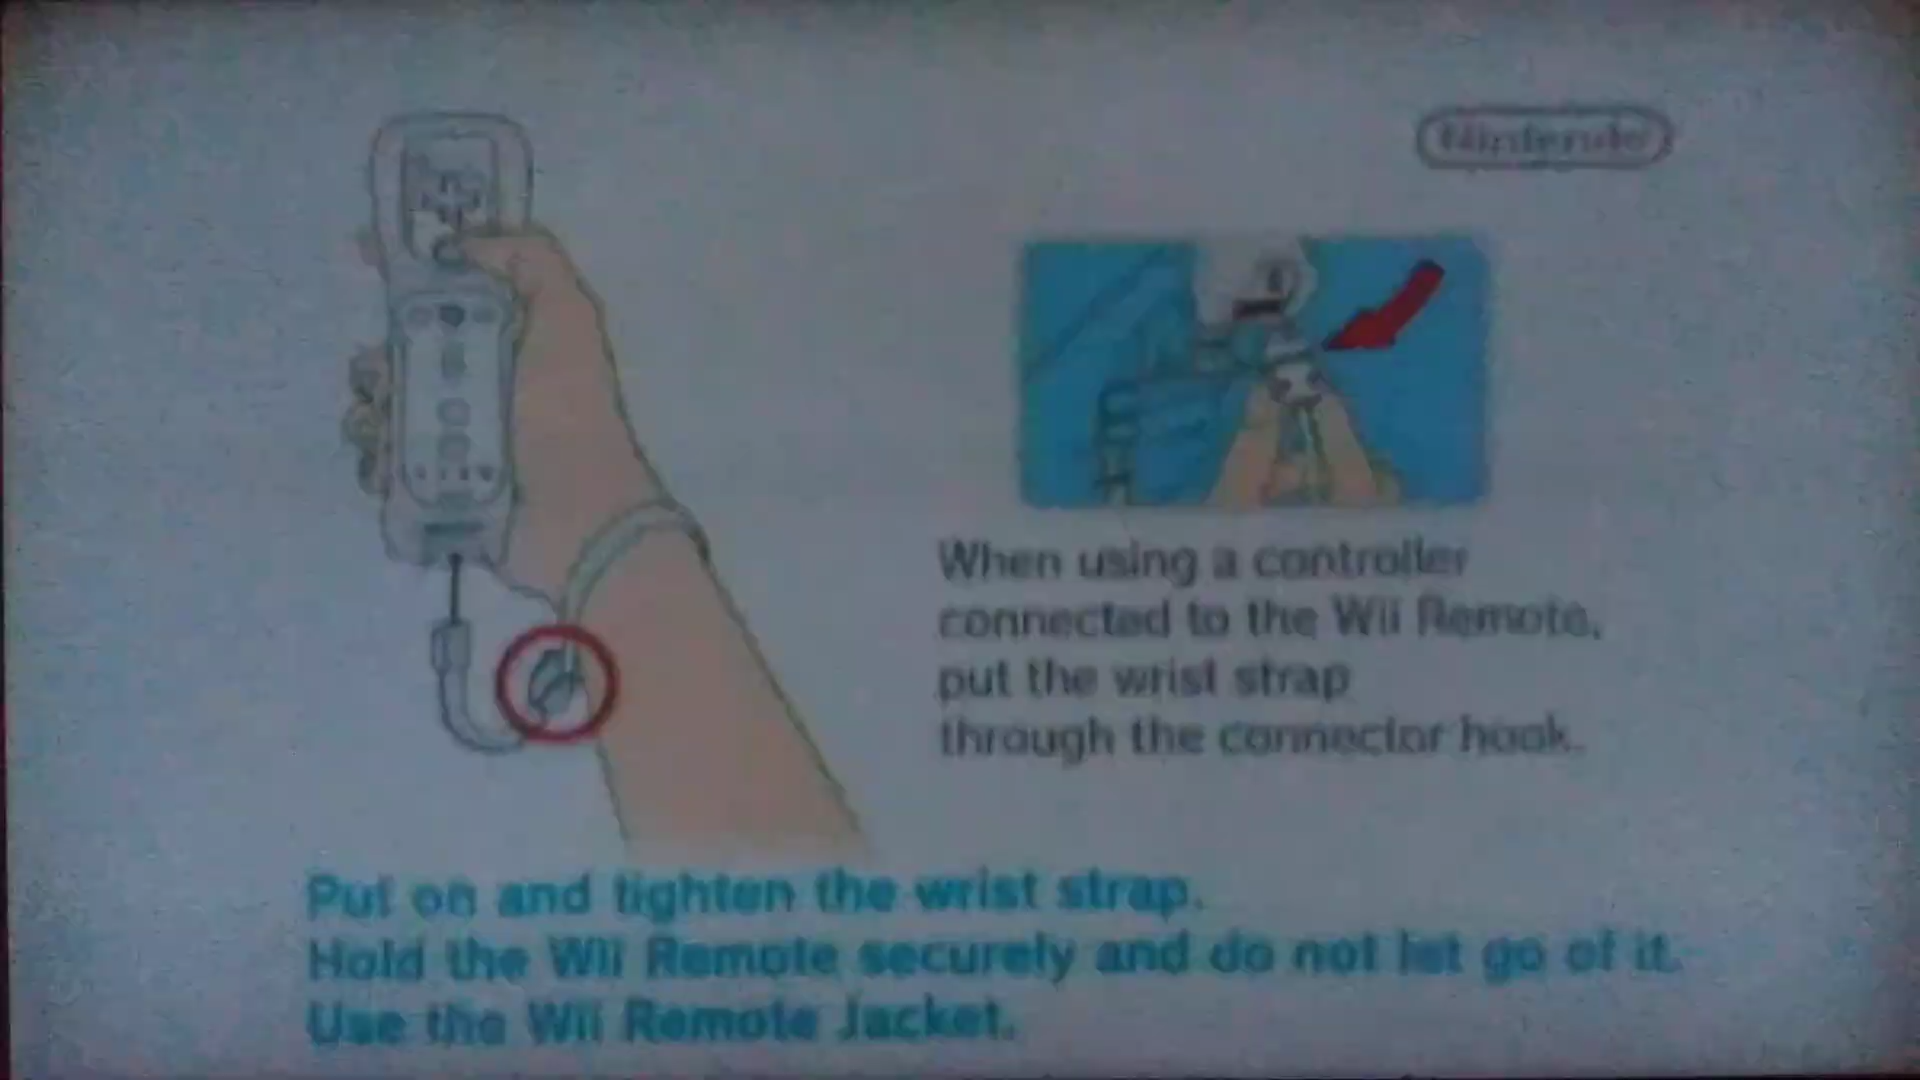 Nintendo
When using a controller
connected to the Wii Remote,
put the wrist strap
through the connector hook.
Put on and tighten the wrist strap.
Hold the Wii Remote securely and do not let go of it.
Use the Wii Remote Jacket.